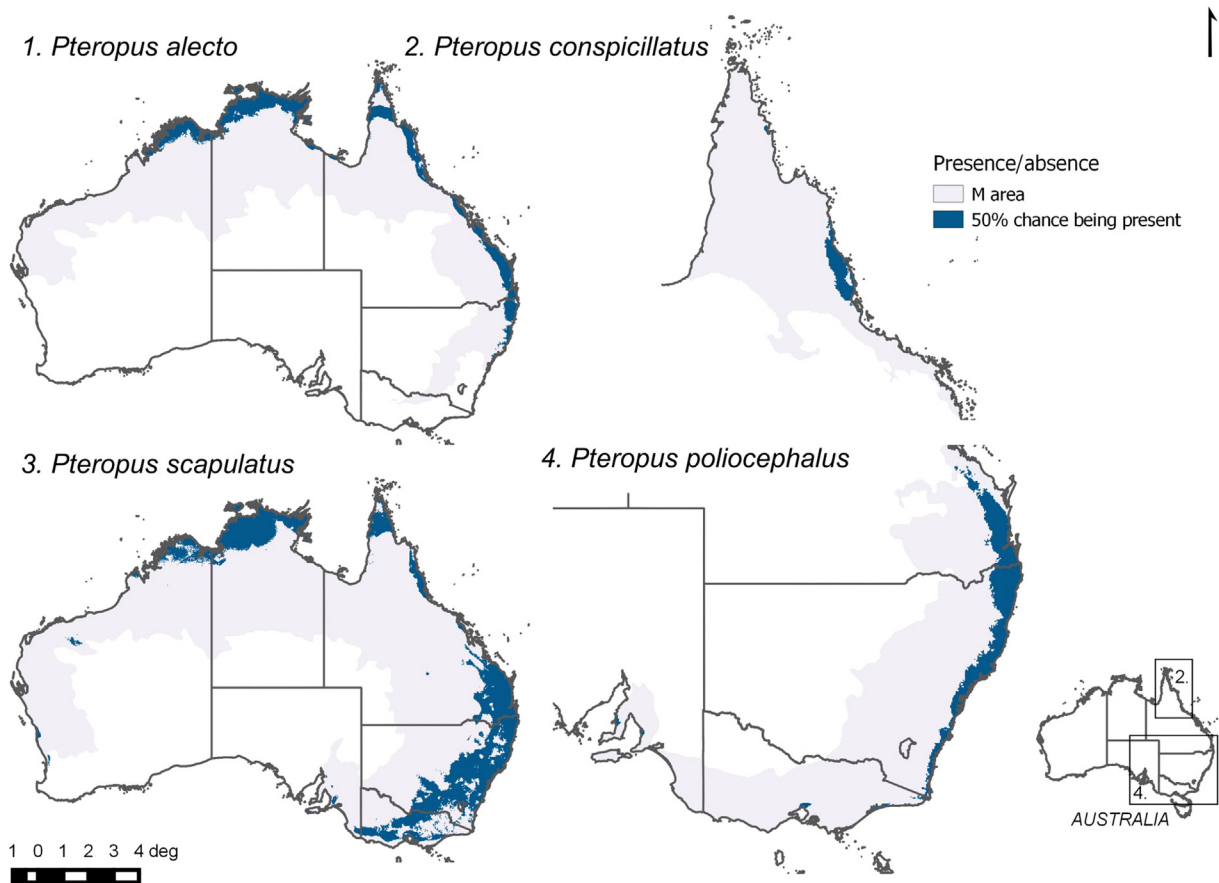 1. Pteropus alecto
2. Pteropus conspicillatus
Presence/absence
M area
50% chance being present
3. Pteropus scapulatus
4. Pteropus poliocephalus
2.
4.
AUSTRALIA
1 0 1 2 3 4 deg